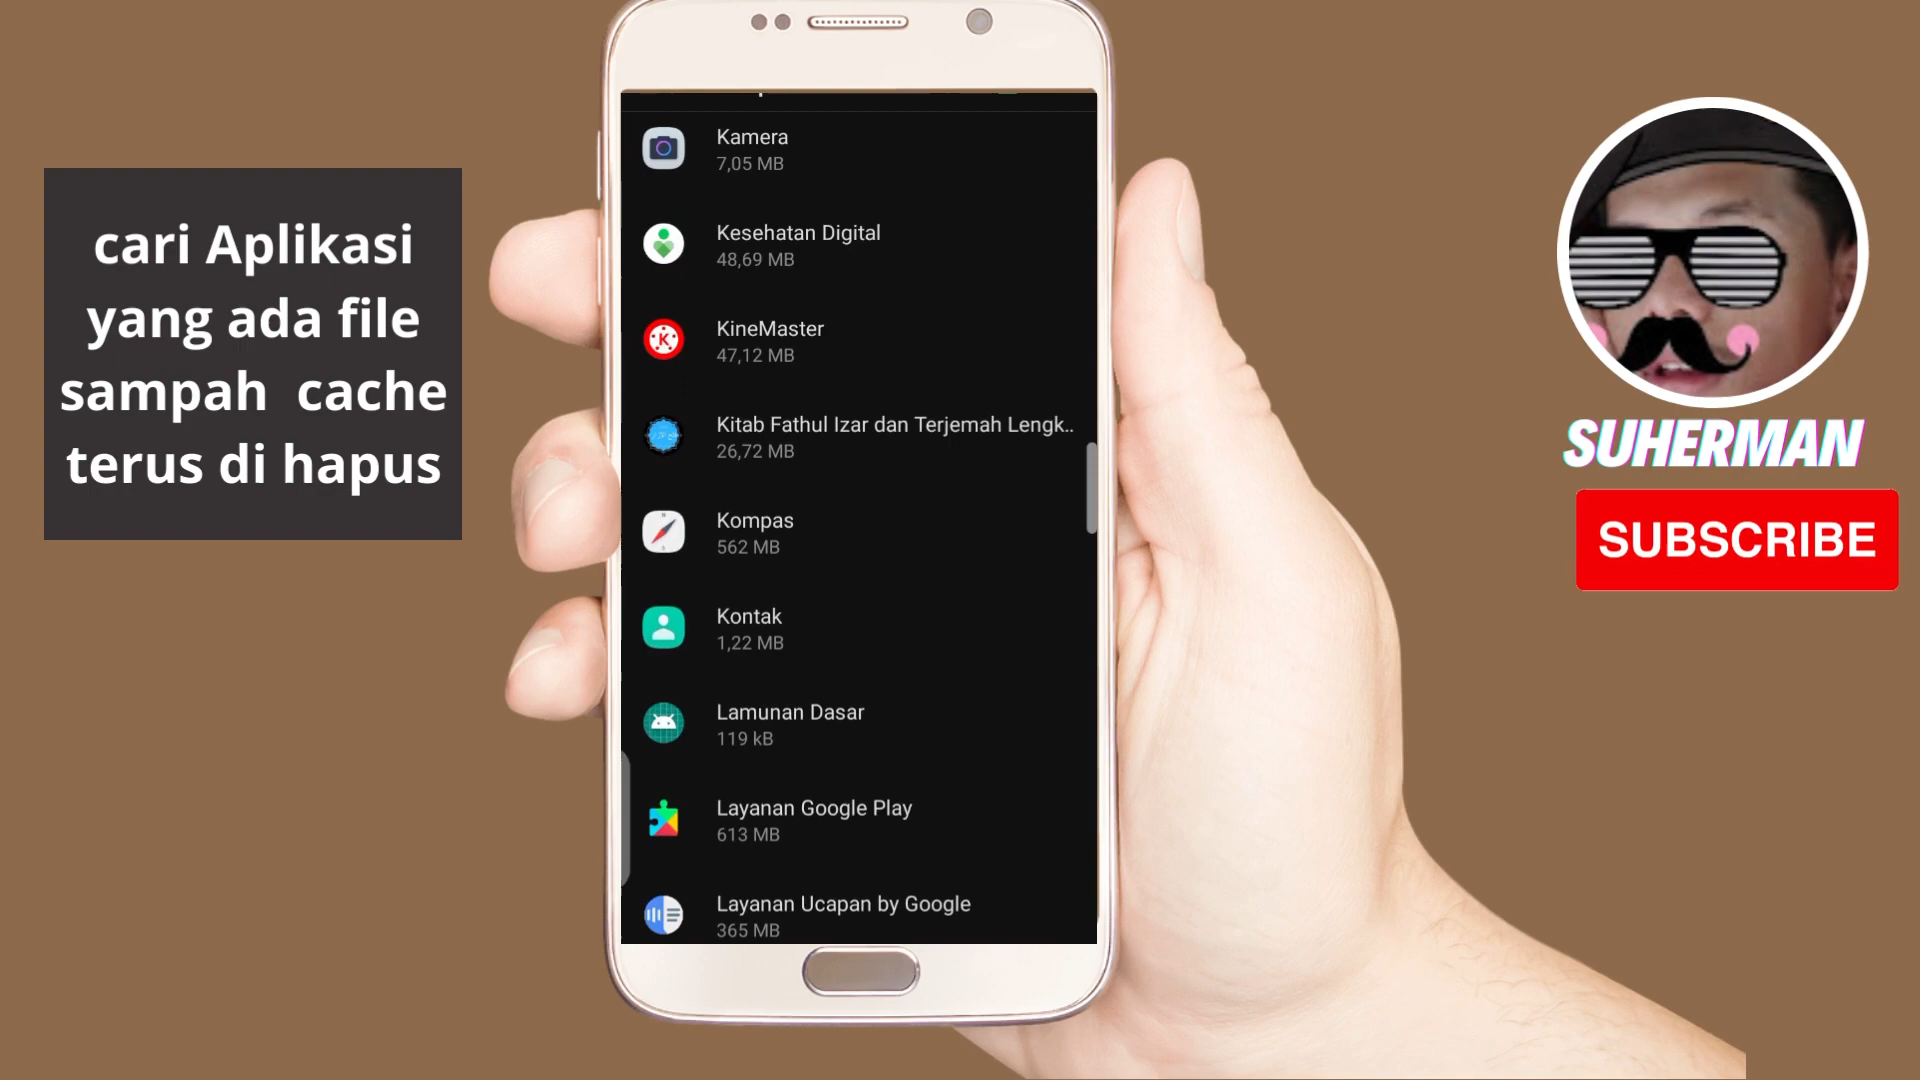 cari Aplikasi
yang ada file
sampah cache
terus di hapus
Kamera
7,05 MB
Kesehatan Digital
48,69 MB
KineMaster
47,12 MB
Kitab Fathul Izar dan Terjemah Lengk..
26,72 MB
Kompas
562 MB
Kontak
1,22 MB
Lamunan Dasar
119 kB
Layanan Google Play
613 MB
Layanan Ucapan by Google
365 MB
SUHERMAN
SUBSCRIBE